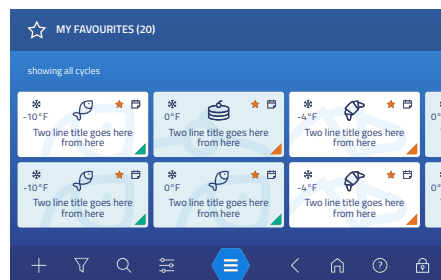 MY FAVOURITES (20)
showing all cycles
-10°F
Two line title goes here
from here
0°F
Two line title goes here
from here
-4°F
Two line title goes here
from here
0°
-10°F
Two line title goes here
from here
0°F
Two line title goes here
from here
-4°F
Two line title goes here
from here
0°